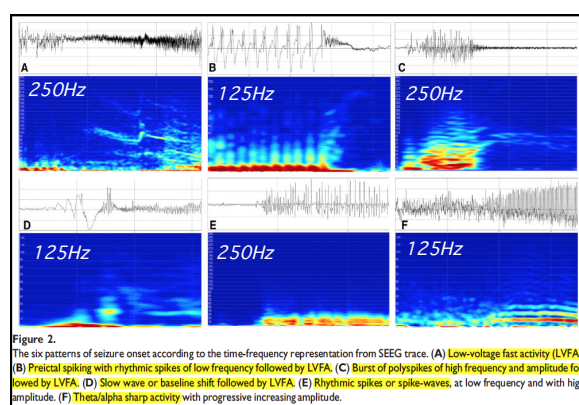 A B C
250Hz 125Hz 250Hz
D E F
125Hz 250Hz 125Hz
Figure 2.
The six patterns of seizure onset according to the time-frequency representation from SEEG trace. (A) Low-voltage fast activity (LVFA
(B) Preictal spiking with rhythmic spikes of low frequency followed by LVFA. (C) Burst of polyspikes of high frequency and amplitude fo
lowed by LVFA. (D) Slow wave or baseline shift followed by LVFA. (E) Rhythmic spikes or spike-waves, at low frequency and with hig
amplitude. (F) Theta/alpha sharp activity with progressive increasing amplitude.